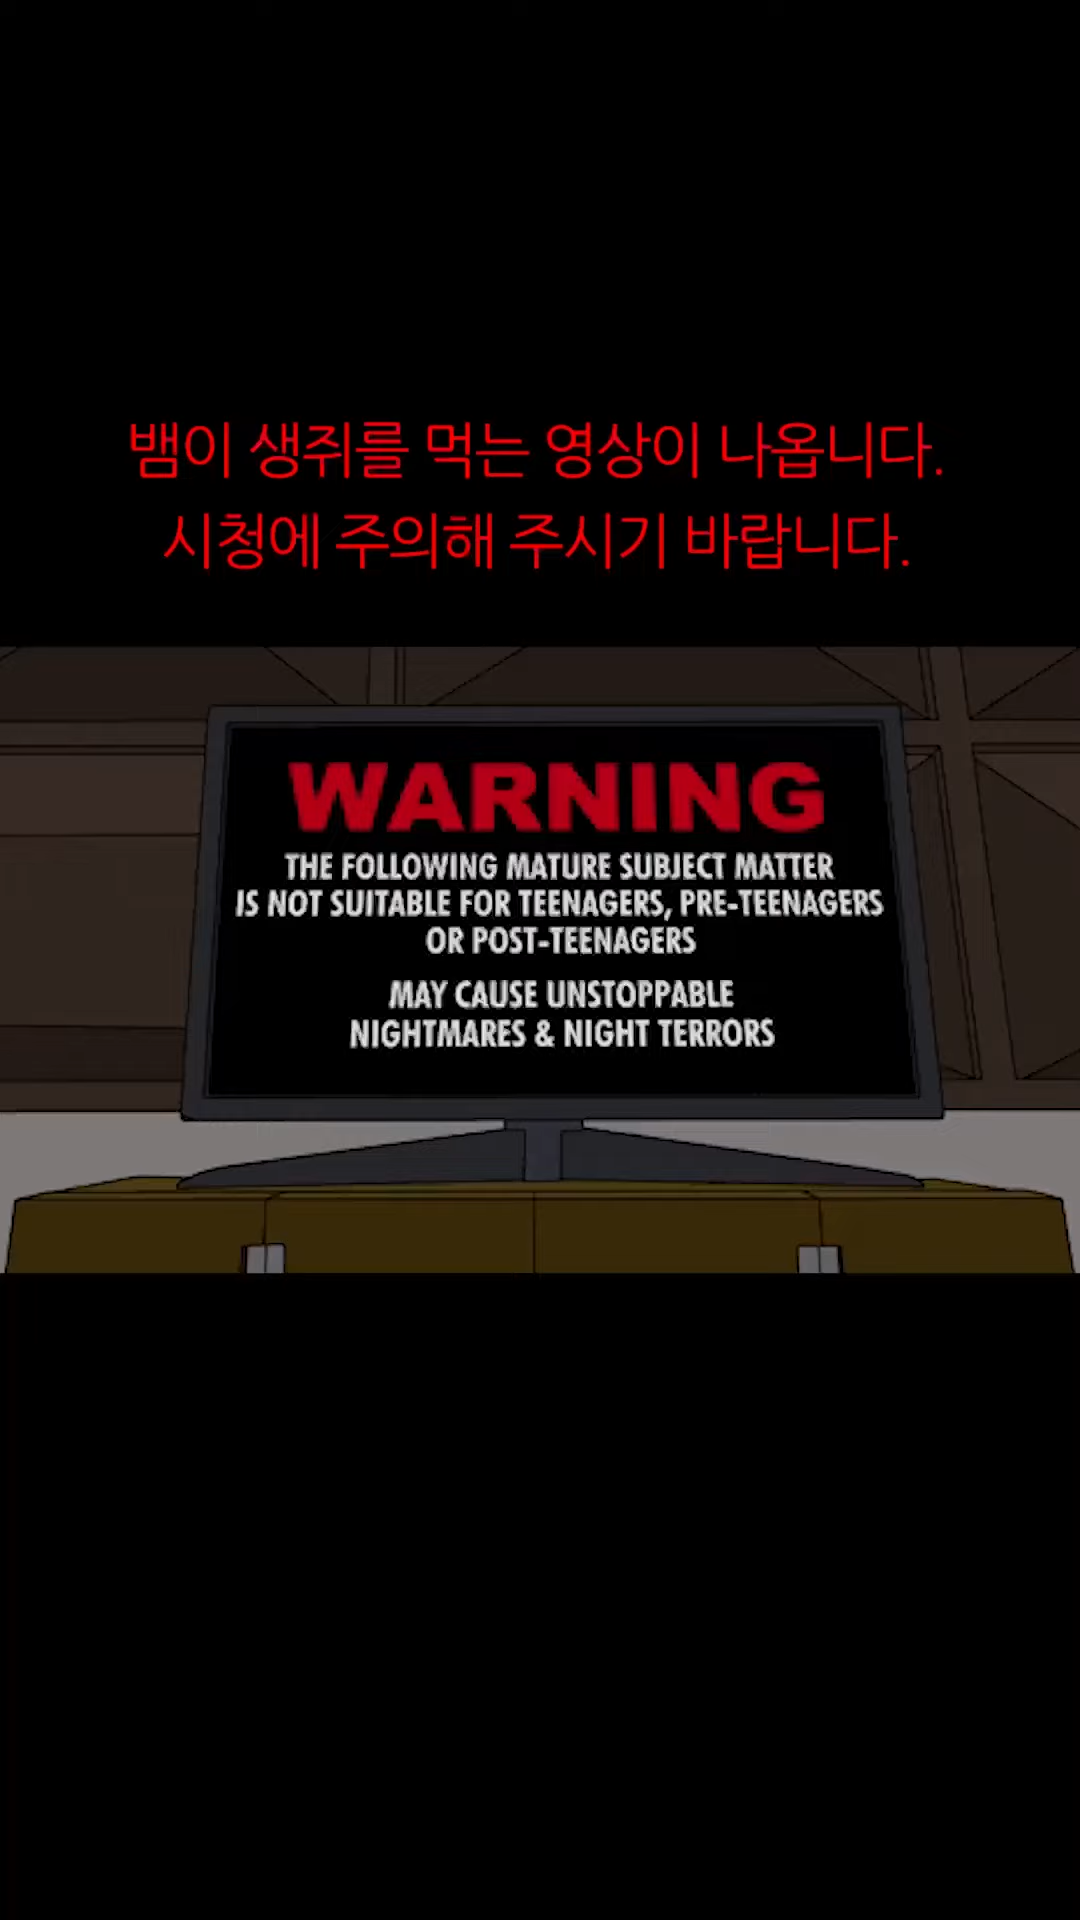 뱀이 생쥐를 먹는 영상이 나옵니다.
시청에 주의해 주시기 바랍니다.
WARNING
THE FOLLOWING MATURE SUBJECT MATTER
IS NOT SUITABLE FOR TEENAGERS, PRE-TEENAGERS
OR POST-TEENAGERS
MAY CAUSE UNSTOPPABLE
NIGHTMARES & NIGHT TERRORS